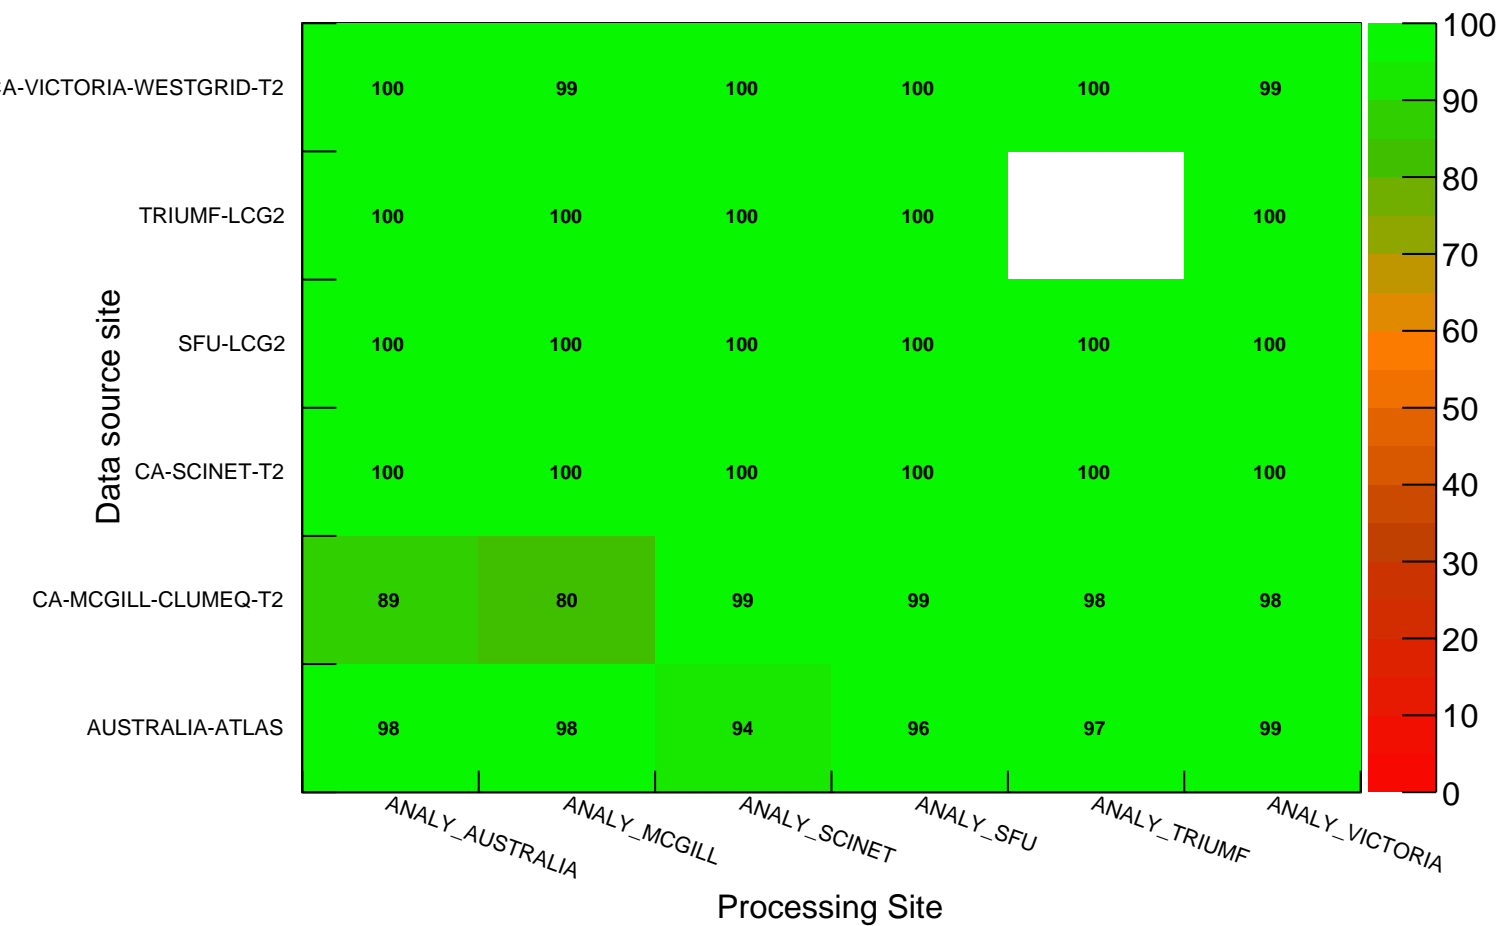 A-VICTORIA-WESTGRID-T2 100 99 100 100 100 99
TRIUMF-LCG2 100 100 100 100 100
SFU-LCG2 100 100 100 100 100 100
CA-SCINET-T2 100 100 100 100 100 100
CA-MCGILL-CLUMEQ-T2 89 80 99 99 98 98
AUSTRALIA-ATLAS 98 98 94 96 97 99
Data source site
ANALY_AUSTRALIA
ANALY_MCGILL
ANALY_SCINET
ANALY_SFU
ANALY_TRIUMF
ANALY_VICTORIA
Processing Site
100
90
80
70
60
50
40
30
20
10
0